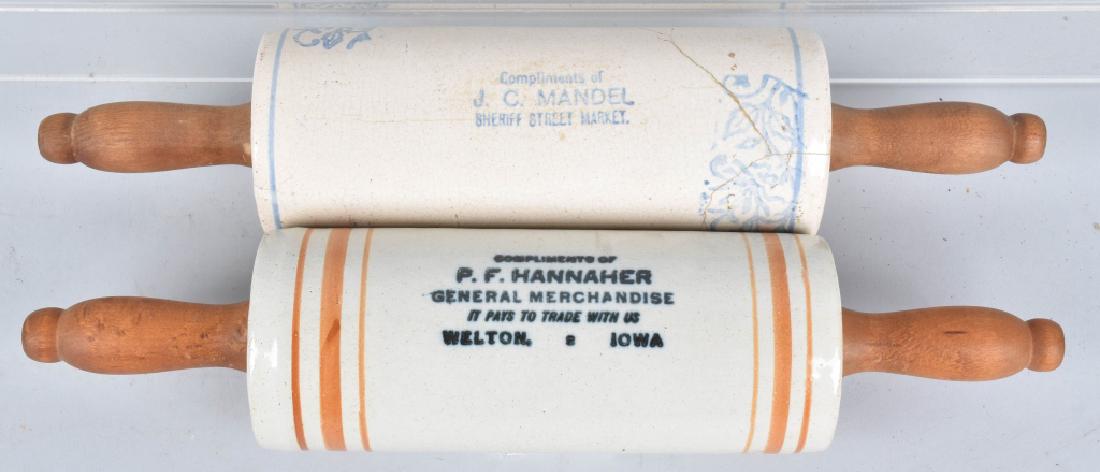 Compliments of
J. C. MANDEL
SHERIFF STREET MARKET.
COMPLIMENTS OF
P. F. HANNAHER
GENERAL MERCHANDISE
IT PAYS TO TRADE WITH US
WELTON, IOWA